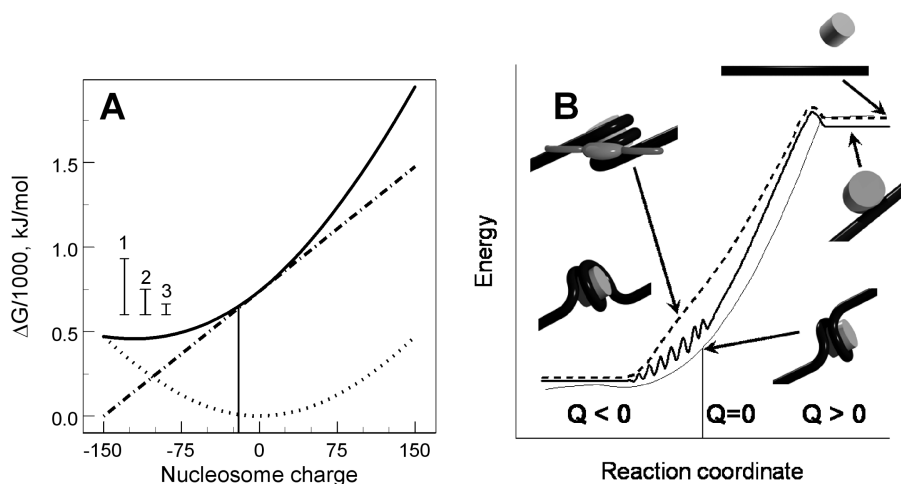 A
ΔG/1000, kJ/mol
1.5
1.0
0.5
0.0
1
2
3
-150
-75
0
75
150
Nucleosome charge
B
Energy
Q < 0
Q=0
Q > 0
Reaction coordinate